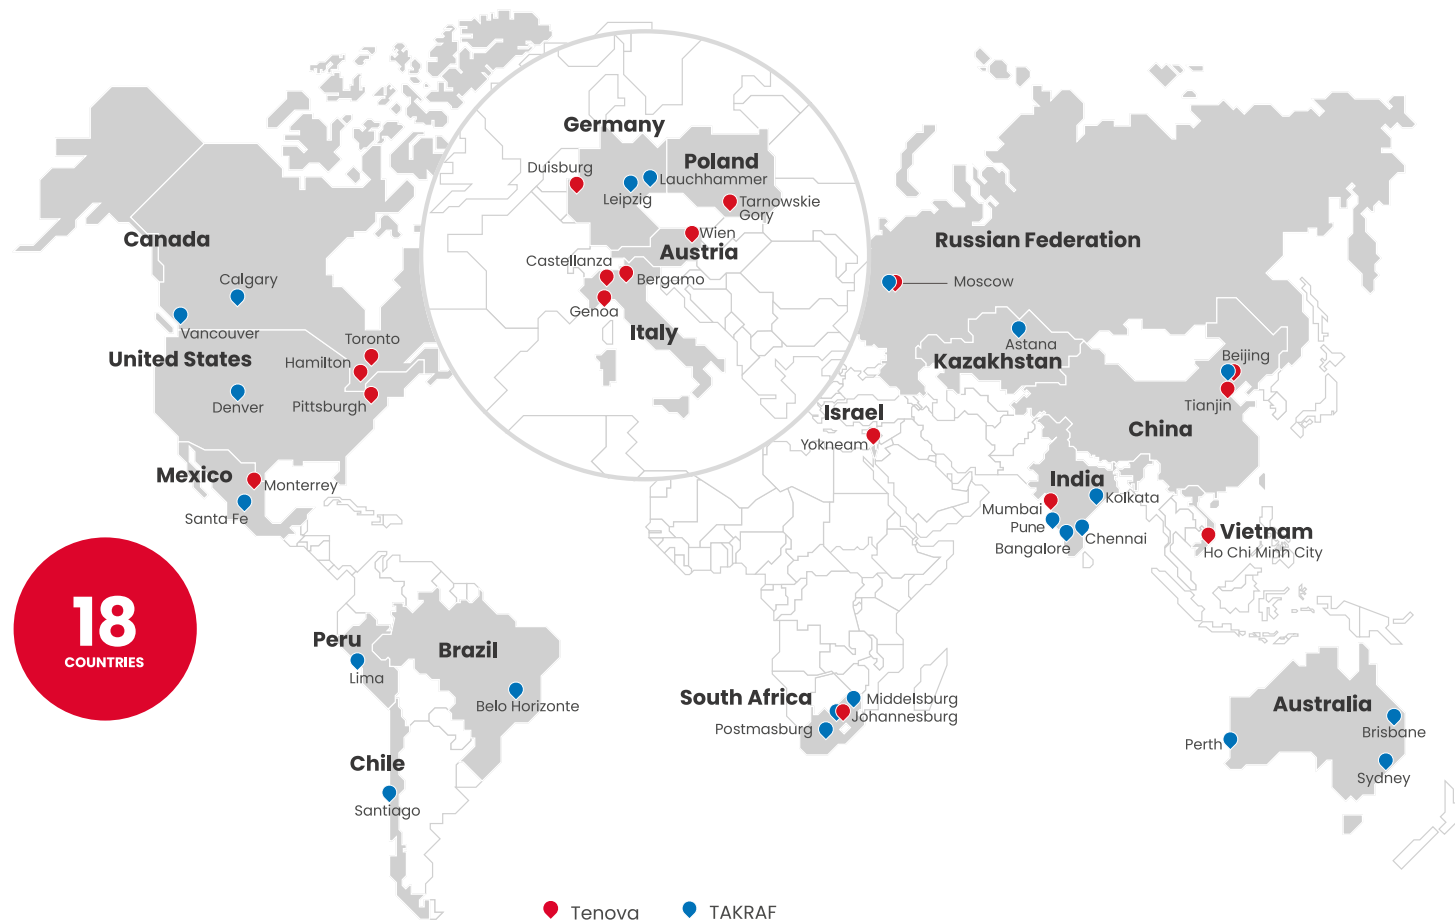 Germany
Duisburg
Poland
Lauchhammer
Leipzig
Tarnowskie
Gory
Wien
Austria
Castellanza
Bergamo
Genoa
Italy
Canada
Calgary
Vancouver
Toronto
United States
Hamilton
Denver
Pittsburgh
Mexico
Monterrey
Santa Fe
Russian Federation
Moscow
Astana
Kazakhstan
Beijing
Tianjin
China
Israel
Yokneam
India
Kolkata
Mumbai
Pune
Chennai
Bangalore
Vietnam
Ho Chi Minh City
18
COUNTRIES
Peru
Lima
Brazil
Belo Horizonte
Chile
Santiago
South Africa
Middelsburg
Johannesburg
Postmasburg
Australia
Brisbane
Perth
Sydney
Tenova
TAKRAF